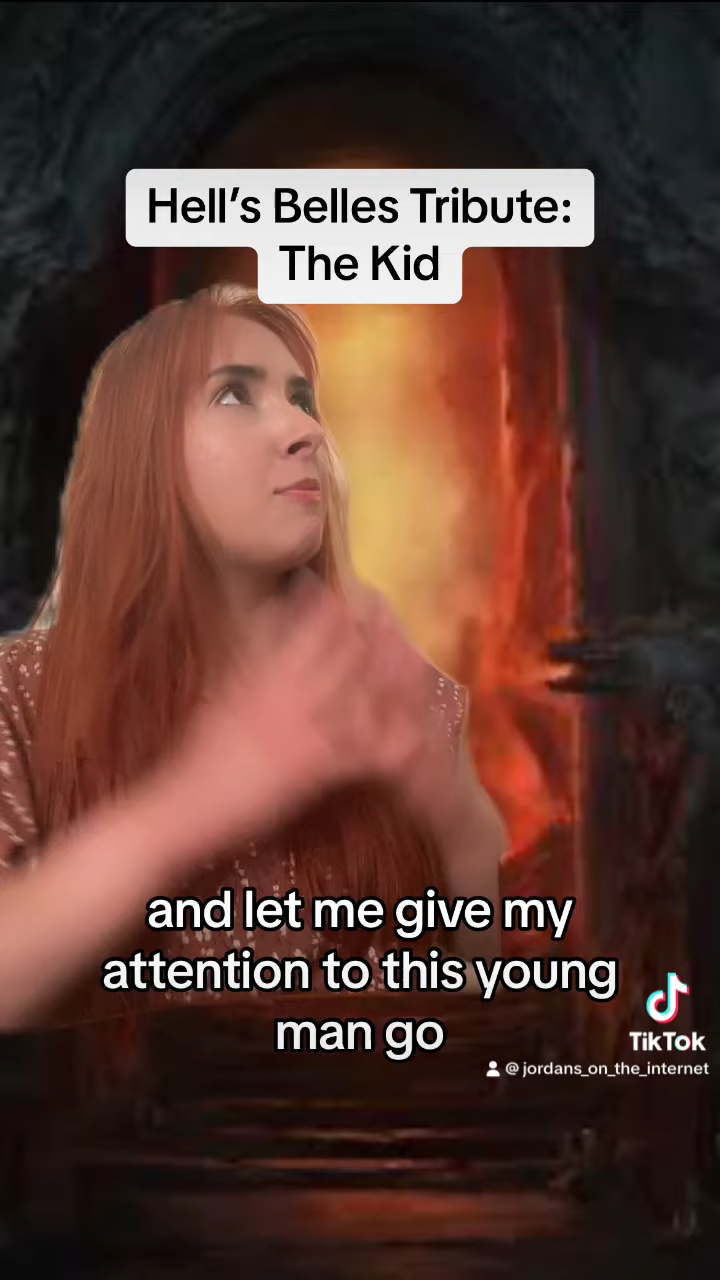 Hell’s Belles Tribute:
The Kid
and let me give my
attention to this young
man go
TikTok
@jordans_on_the_internet